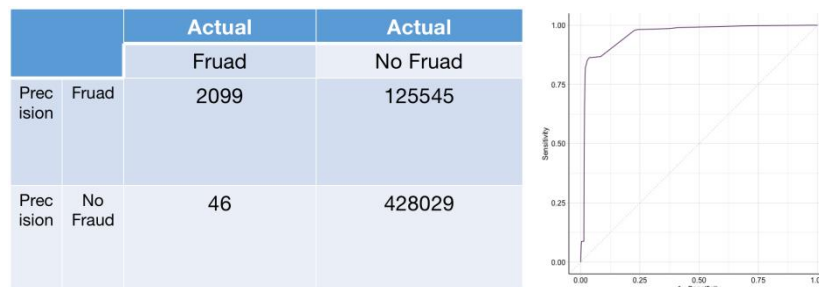 Actual Actual
Fruad No Fruad
Prec
ision
Fruad 2099 125545
Prec
ision
No
Fraud
46 428029
1.00
0.75
0.50
0.25
0.00
Sensitivity
0.00 0.25 0.50 0.75